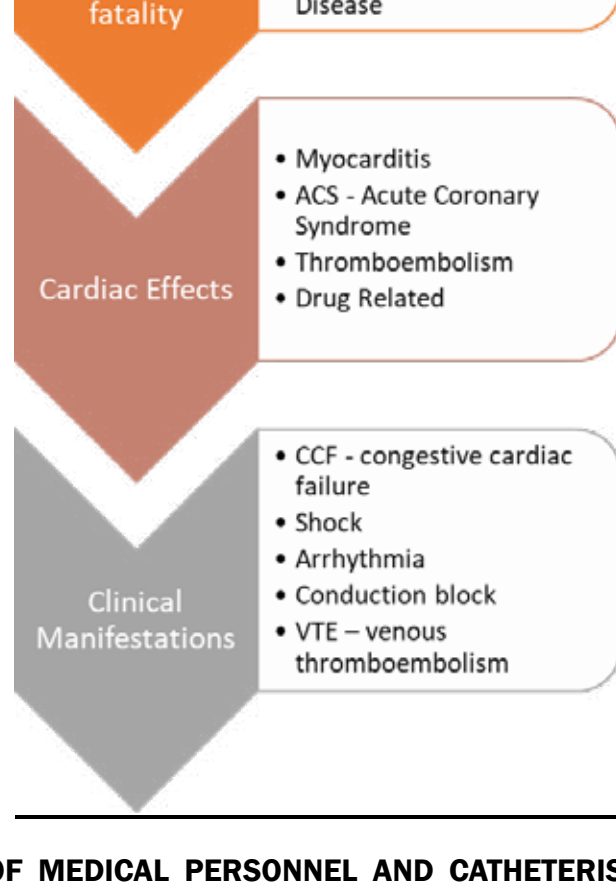 fatality
Disease
Cardiac Effects
• Myocarditis
• ACS - Acute Coronary
Syndrome
• Thromboembolism
• Drug Related
Clinical
Manifestations
• CCF - congestive cardiac
failure
• Shock
• Arrhythmia
• Conduction block
• VTE – venous
thromboembolism
OF MEDICAL PERSONNEL AND CATHETERIS